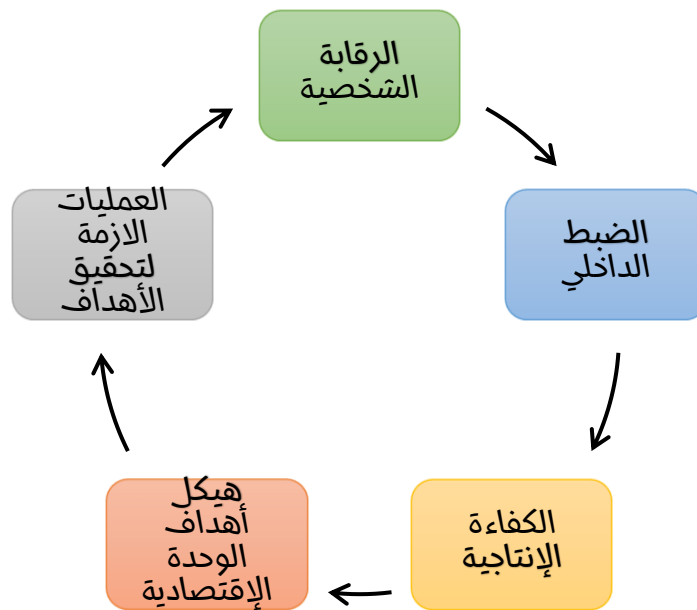 الرقابة
الشخصية
الضبط
الداخلي
الكفاءة
الإنتاجية
هيكل
أهداف
الوحدة
الإقتصادية
العمليات
الازمة
لتحقيق
الأهداف